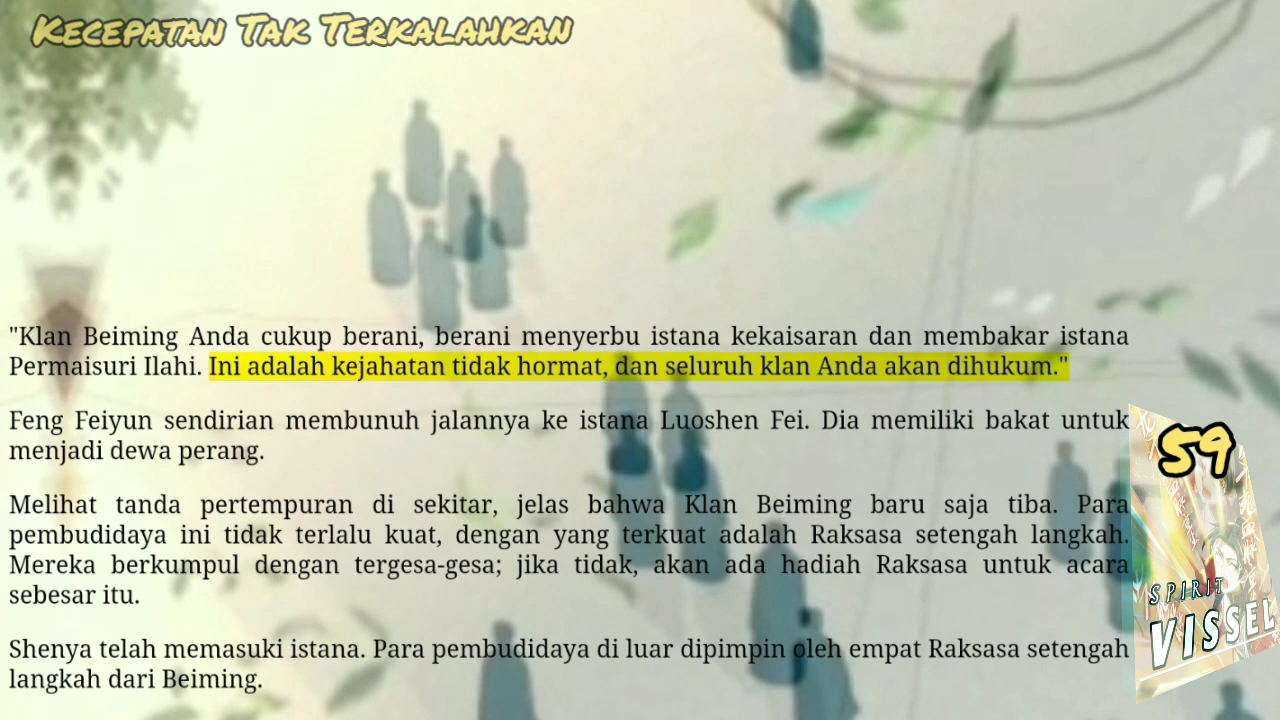 Kecepatan Tak Terkalahkan
"Klan Beiming Anda cukup berani, berani menyerbu istana kekaisaran dan membakar istana
Permaisuri Ilahi. Ini adalah kejahatan tidak hormat, dan seluruh klan Anda akan dihukum."
Feng Feiyun sendirian membunuh jalannya ke istana Luoshen Fei. Dia memiliki bakat untuk
menjadi dewa perang.
Melihat tanda pertempuran di sekitar, jelas bahwa Klan Beiming baru saja tiba. Para
pembudidaya ini tidak terlalu kuat, dengan yang terkuat adalah Raksasa setengah langkah.
Mereka berkumpul dengan tergesa-gesa; jika tidak, akan ada hadiah Raksasa untuk acara
sebesar itu.
Shenya telah memasuki istana. Para pembudidaya di luar dipimpin oleh empat Raksasa setengah
langkah dari Beiming.
59
SPIRIT
VISSEL